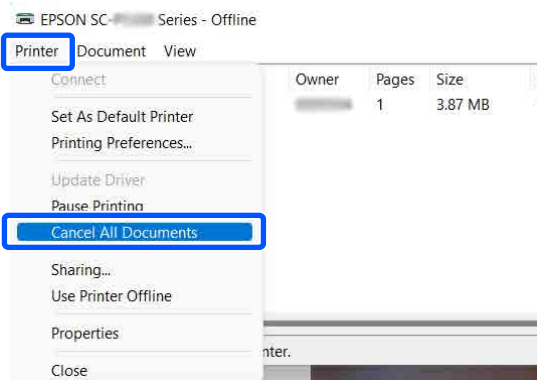 EPSON SC- Series - Offline
Printer Document View
Connect
Owner Pages Size
1 3.87 MB
Set As Default Printer
Printing Preferences...
Update Driver
Pause Printing
Cancel All Documents
Sharing...
Use Printer Offline
Properties
nter.
Close